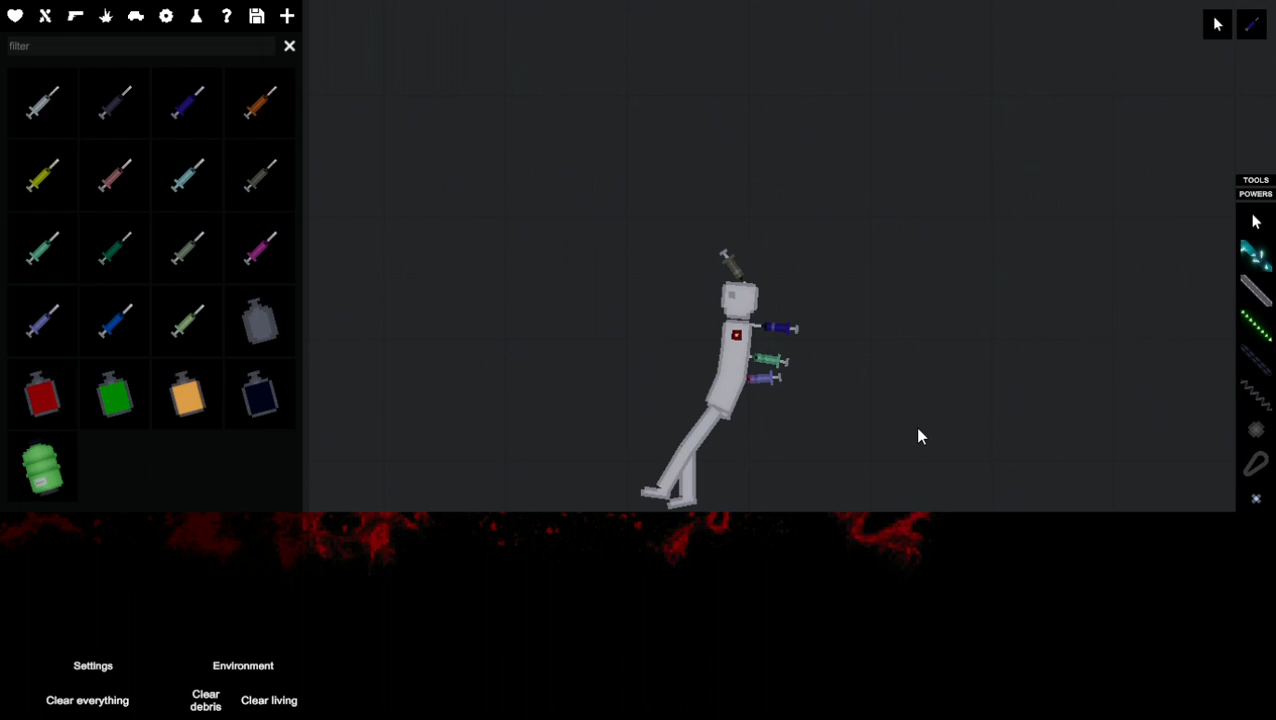 filter
TOOLS
POWERS
Settings
Environment
Clear everything
Clear
debris
Clear living